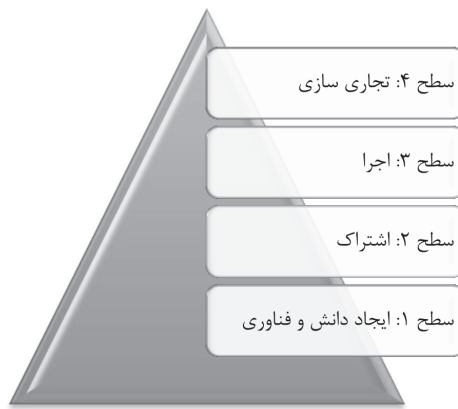 سطح ۴: تجاری سازی
سطح ۳: اجرا
سطح ۲: اشتراک
سطح ۱: ایجاد دانش و فناوری